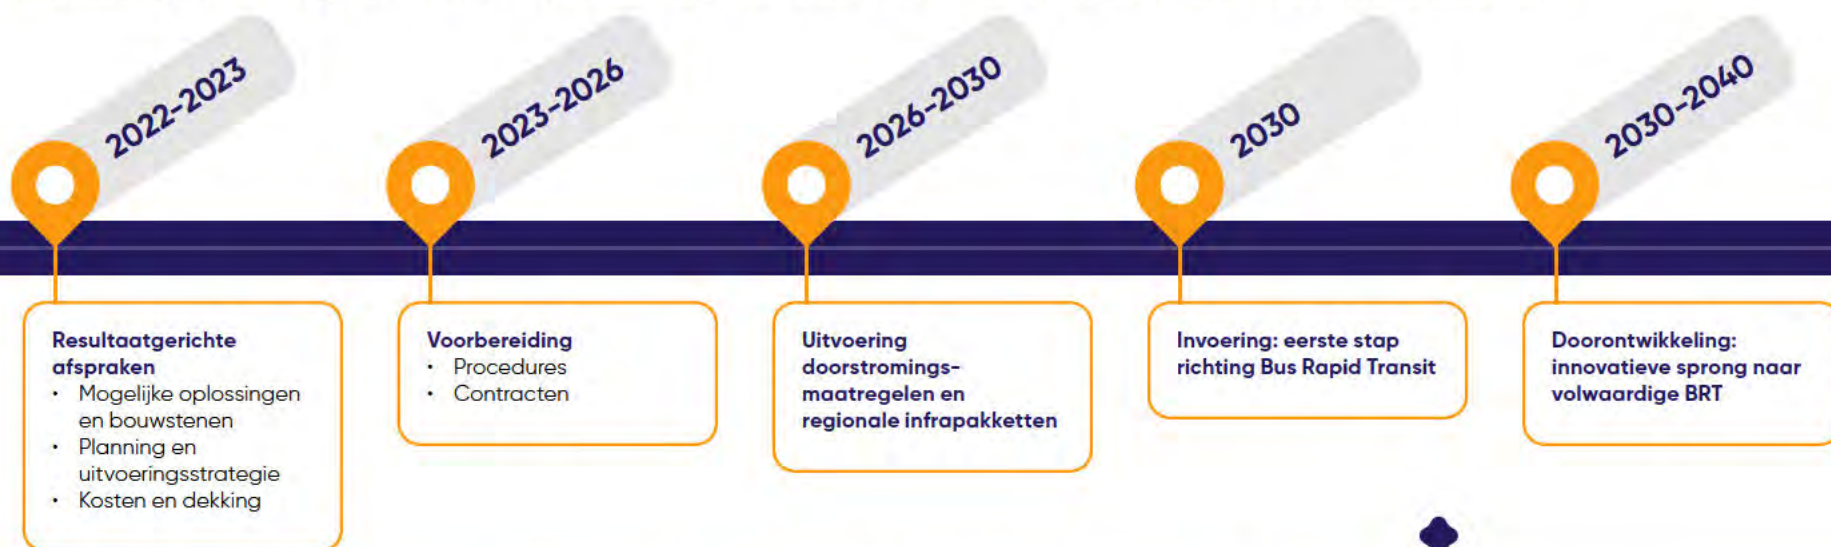 2022-2023
2023-2026
2026-2030
2030
2030-2040
Resultaatgerichte
afspraken
• Mogelijke oplossingen
en bouwstenen
• Planning en
uitvoeringsstrategie
• Kosten en dekking
Voorbereiding
• Procedures
• Contracten
Uitvoering
doorstromings-
maatregelen en
regionale infrapakketten
Invoering: eerste stap
richting Bus Rapid Transit
Doorontwikkeling:
innovatieve sprong naar
volwaardige BRT